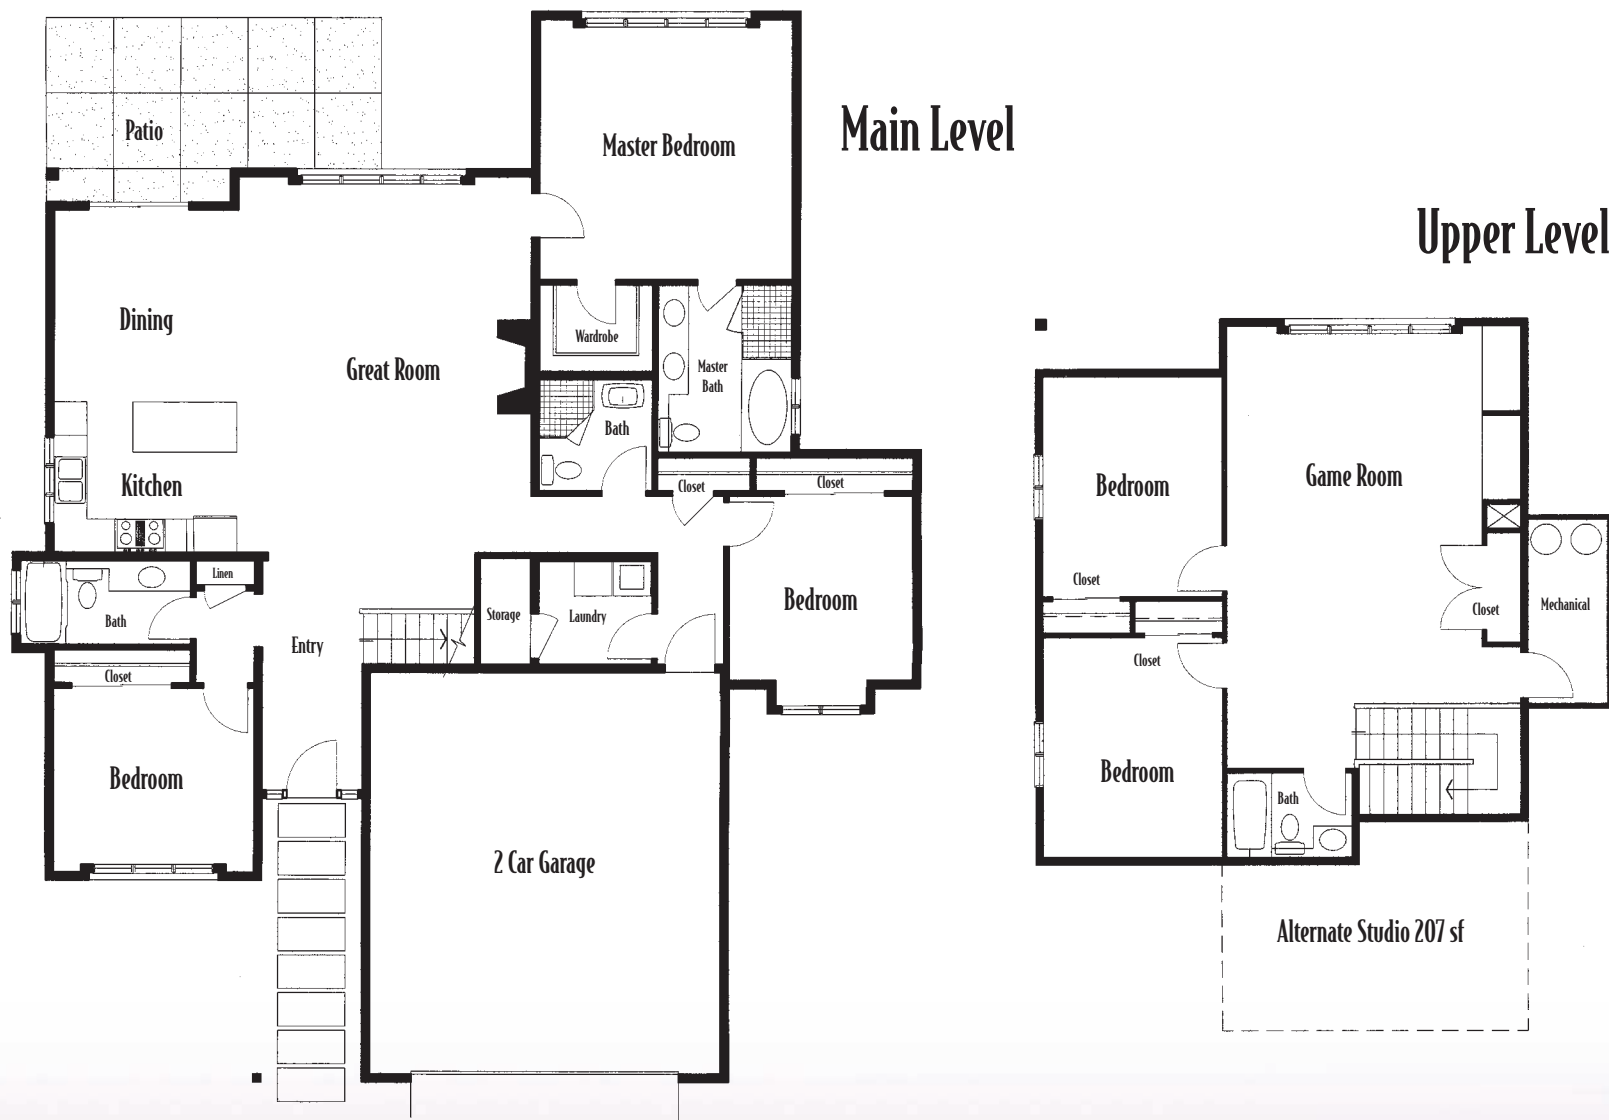 Main Level
Patio
Master Bedroom
Dining
Great Room
Wardrobe
Master
Bath
Bath
Kitchen
Closet
Closet
Linen
Bath
Entry
Storage
Laundry
Bedroom
Closet
Bedroom
2 Car Garage
Upper Level
Bedroom
Game Room
Closet
Closet
Mechanical
Closet
Bedroom
Bath
Alternate Studio 207 sf